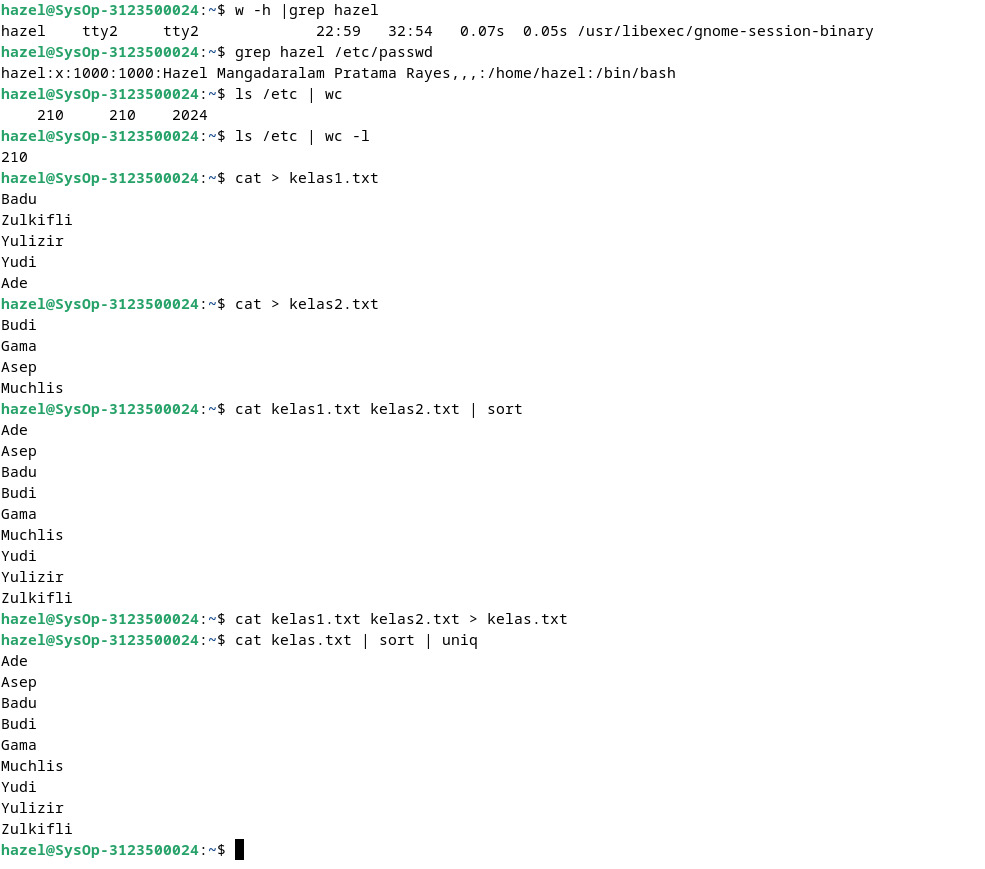 hazel@SysOp-3123500024:~$ w -h |grep hazel
hazel    tty2     tty2             22:59   32:54   0.07s  0.05s /usr/libexec/gnome-session-binary
hazel@SysOp-3123500024:~$ grep hazel /etc/passwd
hazel:x:1000:1000:Hazel Mangadaralam Pratama Rayes,,,:/home/hazel:/bin/bash
hazel@SysOp-3123500024:~$ ls /etc | wc
    210     210    2024
hazel@SysOp-3123500024:~$ ls /etc | wc -l
210
hazel@SysOp-3123500024:~$ cat > kelas1.txt
Badu
Zulkifli
Yulizir
Yudi
Ade
hazel@SysOp-3123500024:~$ cat > kelas2.txt
Budi
Gama
Asep
Muchlis
hazel@SysOp-3123500024:~$ cat kelas1.txt kelas2.txt | sort
Ade
Asep
Badu
Budi
Gama
Muchlis
Yudi
Yulizir
Zulkifli
hazel@SysOp-3123500024:~$ cat kelas1.txt kelas2.txt > kelas.txt
hazel@SysOp-3123500024:~$ cat kelas.txt | sort | uniq
Ade
Asep
Badu
Budi
Gama
Muchlis
Yudi
Yulizir
Zulkifli
hazel@SysOp-3123500024:~$